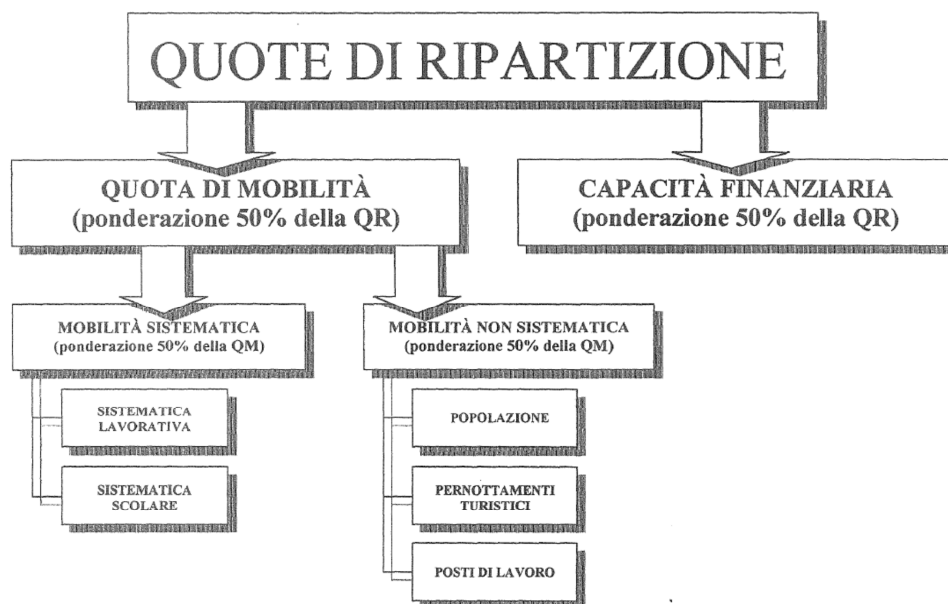 QUOTE DI RIPARTIZIONE
QUOTA DI MOBILITÀ
(ponderazione 50% della QR)
CAPACITÀ FINANZIARIA
(ponderazione 50% della QR)
MOBILITÀ SISTEMATICA
(ponderazione 50% della QM)
MOBILITÀ NON SISTEMATICA
(ponderazione 50% della QM)
SISTEMATICA
LAVORATIVA
SISTEMATICA
SCOLARE
POPOLAZIONE
PERNOTTAMENTI
TURISTICI
POSTI DI LAVORO